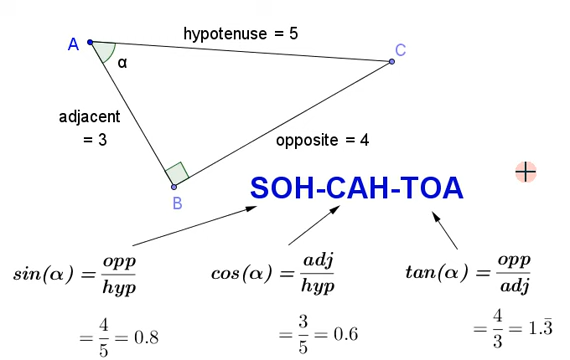 hypotenuse = 5
A
C
α
adjacent
= 3
opposite = 4
B
SOH-CAH-TOA
sin(α) = opp/hyp
cos(α) = adj/hyp
tan(α) = opp/adj
= 4/5 = 0.8
= 3/5 = 0.6
= 4/3 = 1.3̄